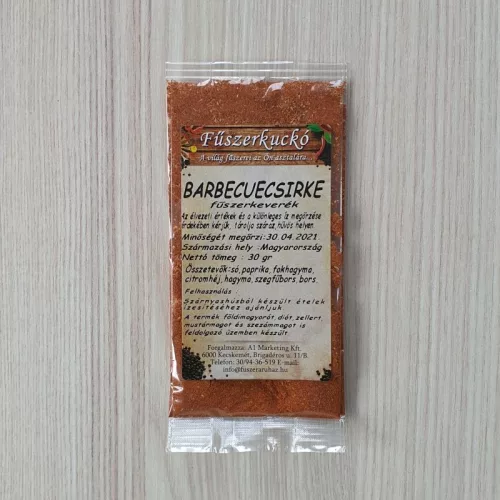 Fűszerkuckó
A világ fűszerei az Ön asztalára...
BARBECUECSIRKE
fűszerkeverék
Az élvezeti értékek és a különleges íz megőrzése
érdekében kérjük, tárolja száraz, hűvös helyen.
Minőségét megőrzi:30.04.2021
Származási hely :Magyarország
Nettó tömeg : 30 gr
Összetevők:só, paprika, fokhagyma,
citromhéj, hagyma, szegfűbors, bors.
Felhasználás
Szárnyashúsból készült ételek
ízesítéséhez ajánljuk
A termék földimogyorót,diót,zellert,
mustármagot és szezámmagot is
feldolgozó üzemben készült.
Forgalmazza: A1 Marketing Kft.
6000 Kecskemét, Brigadéros u. 11/B.
Telefon: 30/94-36-519 E-mail:
info@fuszeraruhaz.hu